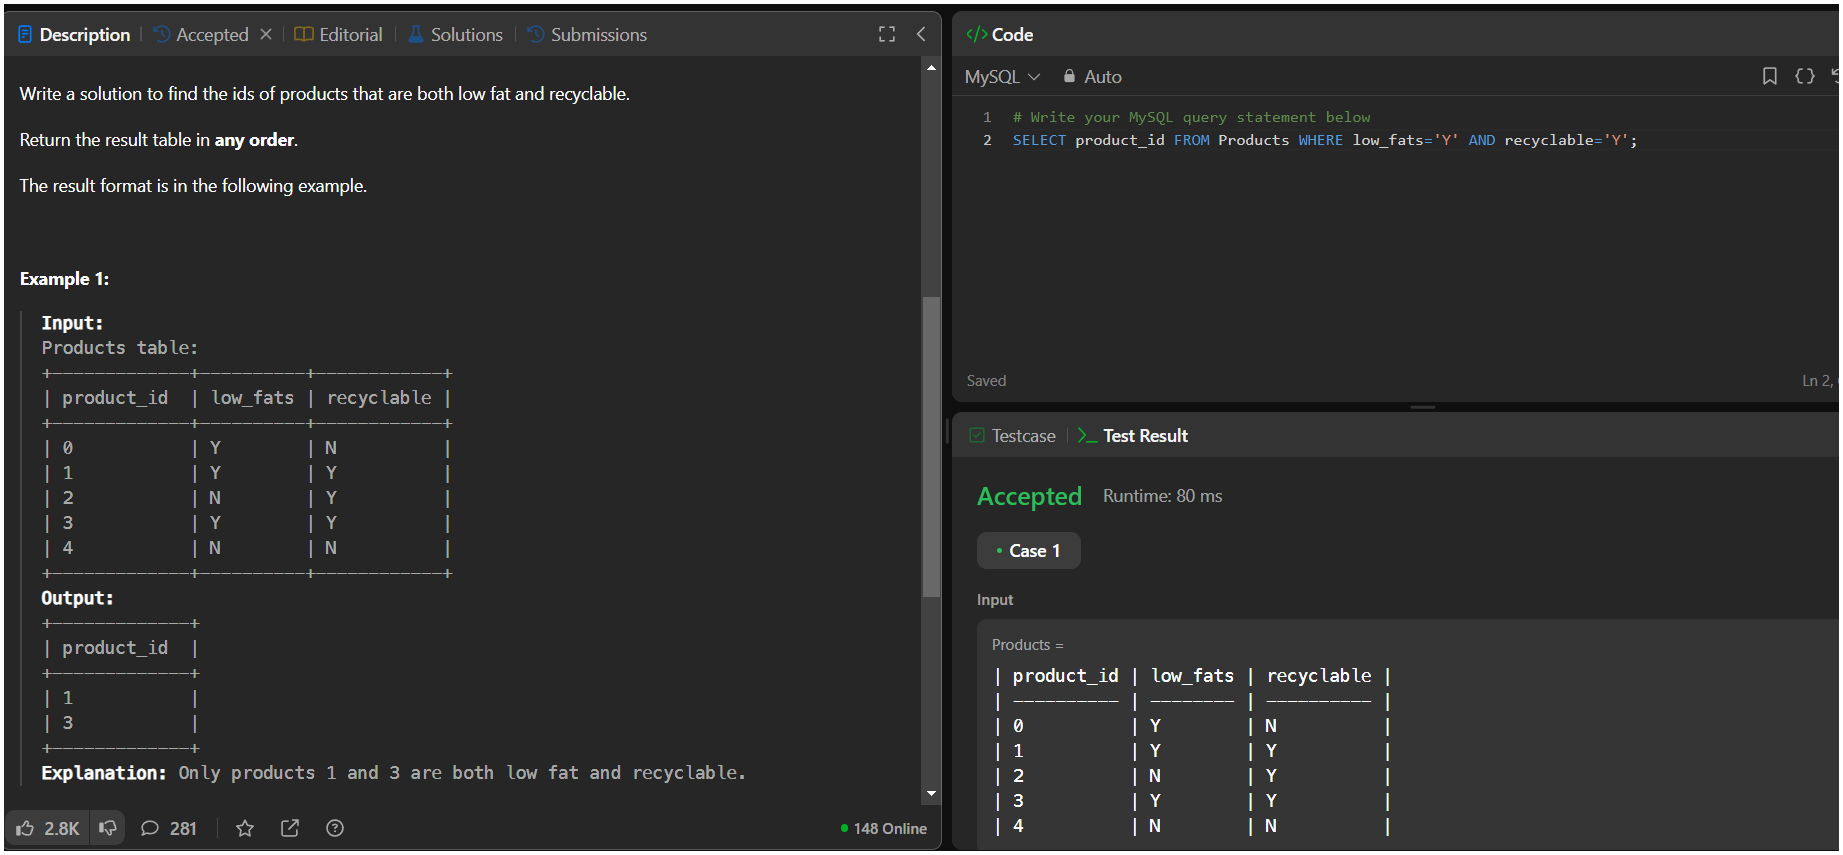 Description | Accepted × | Editorial | Solutions | Submissions
Write a solution to find the ids of products that are both low fat and recyclable.
Return the result table in any order.
The result format is in the following example.
Example 1:
Input:
Products table:
+-------------+----------+------------+
| product_id  | low_fats | recyclable |
+-------------+----------+------------+
| 0           | Y        | N          |
| 1           | Y        | Y          |
| 2           | N        | Y          |
| 3           | Y        | Y          |
| 4           | N        | N          |
+-------------+----------+------------+
Output:
+-------------+
| product_id  |
+-------------+
| 1           |
| 3           |
+-------------+
Explanation: Only products 1 and 3 are both low fat and recyclable.
2.8K 281 148 Online
</> Code
MySQL Auto
1 # Write your MySQL query statement below
2 SELECT product_id FROM Products WHERE low_fats='Y' AND recyclable='Y';
Saved Ln 2,
Testcase | >_ Test Result
Accepted Runtime: 80 ms
• Case 1
Input
Products =
| product_id | low_fats | recyclable |
| ---------- | -------- | ---------- |
| 0          | Y        | N          |
| 1          | Y        | Y          |
| 2          | N        | Y          |
| 3          | Y        | Y          |
| 4          | N        | N          |